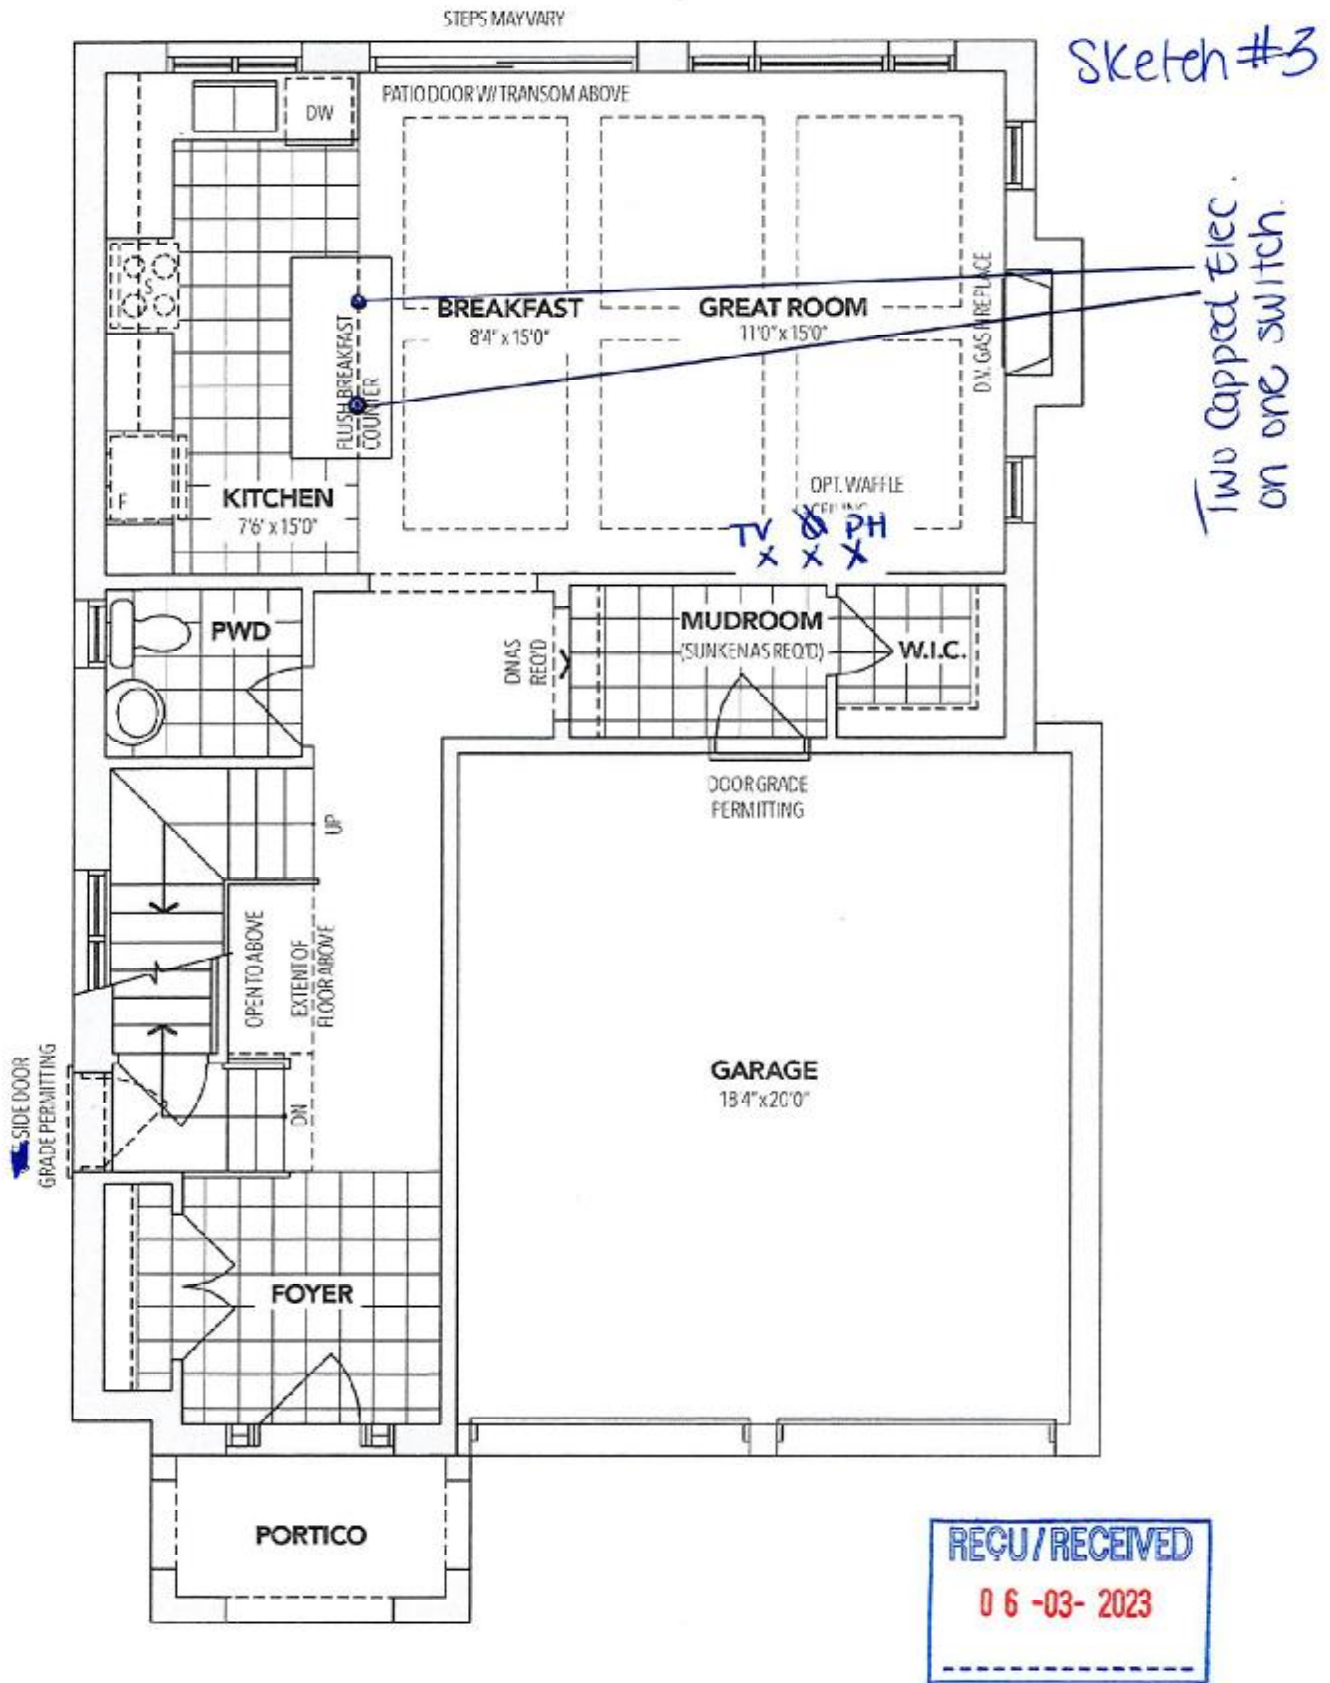 STEPS MAY VARY
Sketch #3
PATIO DOOR W/ TRANSOM ABOVE
DW
Two Capped Elec.
on one switch.
S
BREAKFAST
8'4" x 15'0"
GREAT ROOM
11'0" x 15'0"
D.V. GAS FIREPLACE
FLUSH BREAKFAST
COUNTER
F
KITCHEN
7'6' x 15'0"
OPT. WAFFLE
CEILING
TV PH
x x x
PWD
MUDROOM
(SUNKEN AS REQ'D)
W.I.C.
DN AS
REQ'D
DOOR GRADE
PERMITTING
UP
OPEN TO ABOVE
EXTENT OF
FLOOR ABOVE
SIDE DOOR
GRADE PERMITTING
DN
GARAGE
18'4" x 20'0"
FOYER
PORTICO
REÇU / RECEIVED
06 -03- 2023